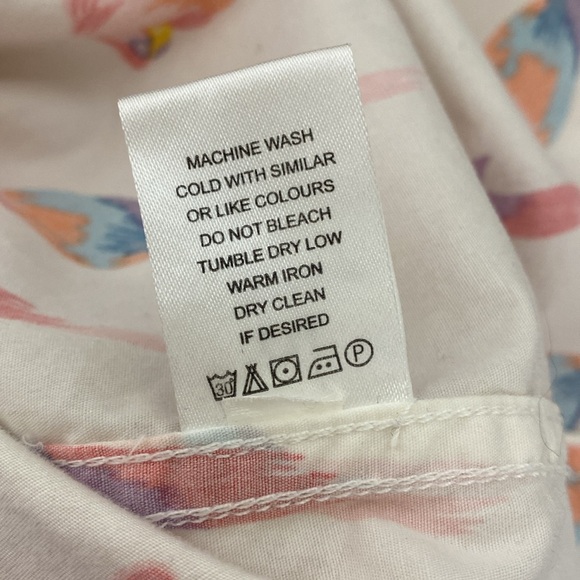 MACHINE WASH
COLD WITH SIMILAR
OR LIKE COLOURS
DO NOT BLEACH
TUMBLE DRY LOW
WARM IRON
DRY CLEAN
IF DESIRED
30 P